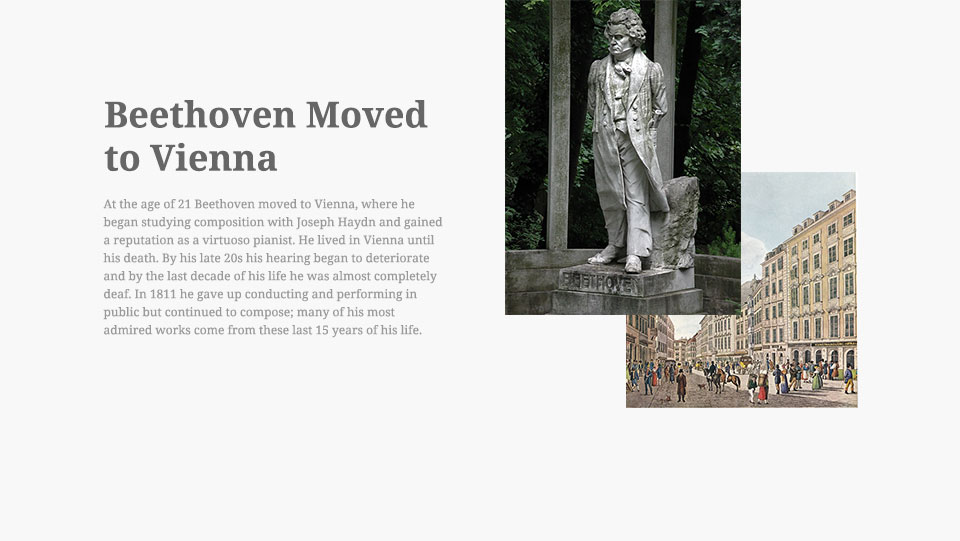 Beethoven Moved
to Vienna
At the age of 21 Beethoven moved to Vienna, where he
began studying composition with Joseph Haydn and gained
a reputation as a virtuoso pianist. He lived in Vienna until
his death. By his late 20s his hearing began to deteriorate
and by the last decade of his life he was almost completely
deaf. In 1811 he gave up conducting and performing in
public but continued to compose; many of his most
admired works come from these last 15 years of his life.
BEETHOVEN